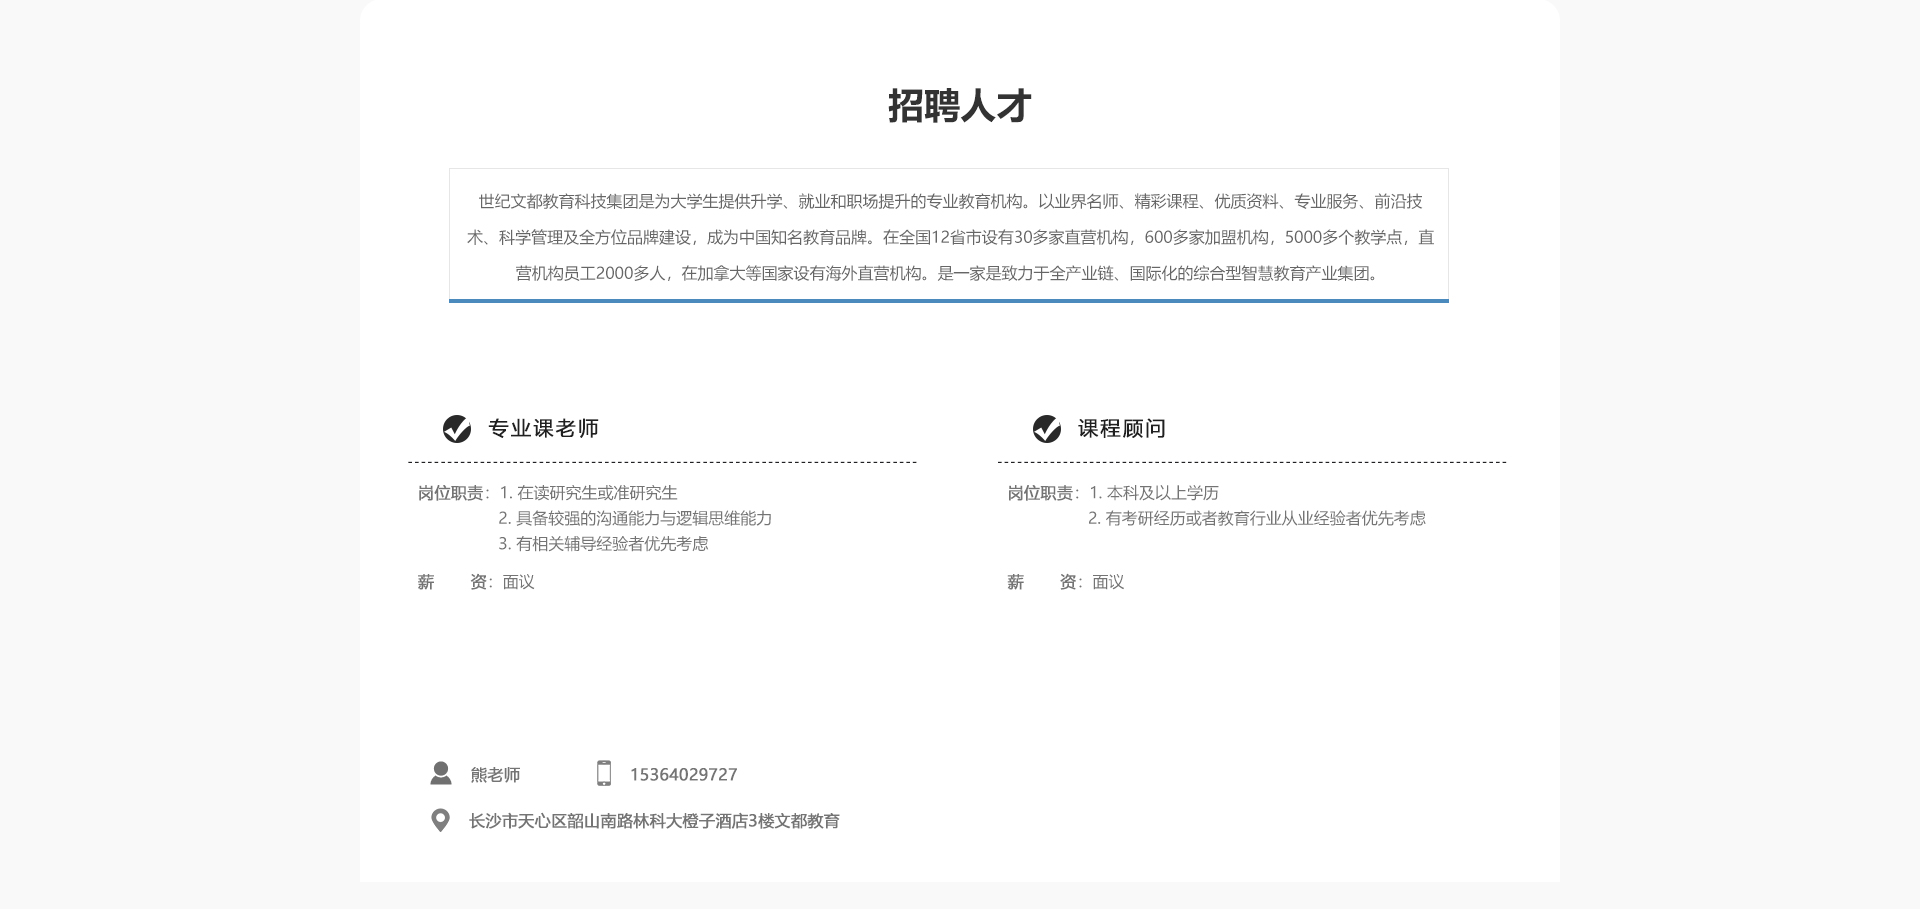 招聘人才
世纪文都教育科技集团是为大学生提供升学、就业和职场提升的专业教育机构。以业界名师、精彩课程、优质资料、专业服务、前沿技
术、科学管理及全方位品牌建设，成为中国知名教育品牌。在全国12省市设有30多家直营机构，600多家加盟机构，5000多个教学点，直
营机构员工2000多人，在加拿大等国家设有海外直营机构。是一家是致力于全产业链、国际化的综合型智慧教育产业集团。
专业课老师
岗位职责：1. 在读研究生或准研究生
2. 具备较强的沟通能力与逻辑思维能力
3. 有相关辅导经验者优先考虑
薪 资：面议
课程顾问
岗位职责：1. 本科及以上学历
2. 有考研经历或者教育行业从业经验者优先考虑
薪 资：面议
熊老师 15364029727
长沙市天心区韶山南路林科大橙子酒店3楼文都教育